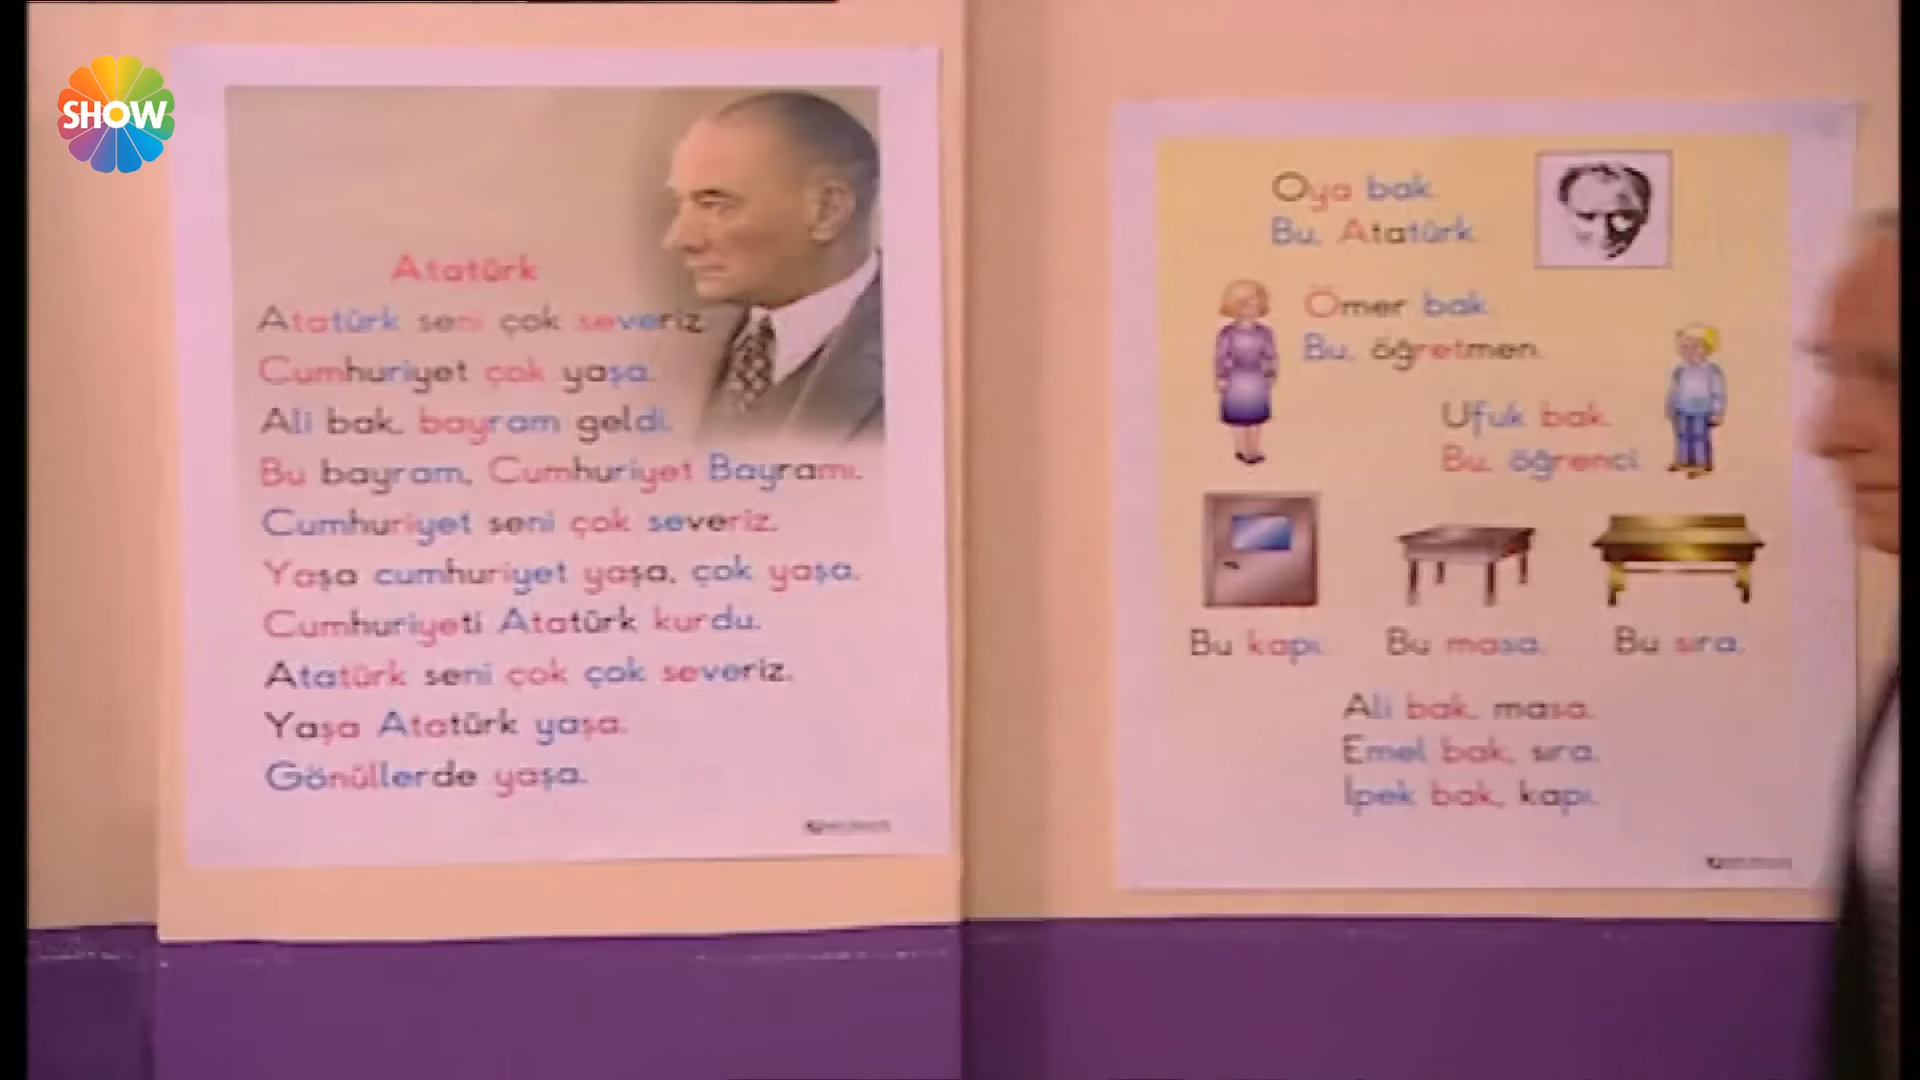 SHOW
Atatürk
Atatürk seni çok severiz
Cumhuriyet çok yaşa.
Ali bak, bayram geldi.
Bu bayram, Cumhuriyet Bayramı.
Cumhuriyet seni çok severiz.
Yaşa cumhuriyet yaşa, çok yaşa.
Cumhuriyeti Atatürk kurdu.
Atatürk seni çok çok severiz.
Yaşa Atatürk yaşa.
Gönüllerde yaşa.
Oya bak.
Bu, Atatürk.
Ömer bak.
Bu, öğretmen.
Ufuk bak.
Bu, öğrenci.
Bu kapı.
Bu masa.
Bu sıra.
Ali bak, masa.
Emel bak, sıra.
İpek bak, kapı.